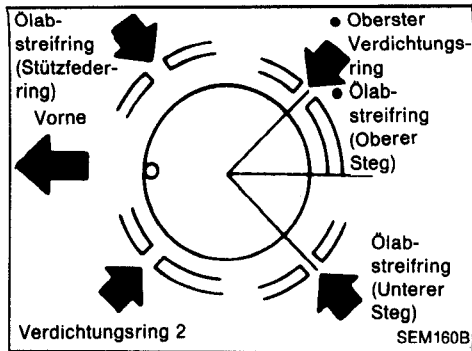 Ölab-
streifring
(Stützfeder-
ring)
Vorne
● Oberster
Verdichtungs-
ring
● Ölab-
streifring
(Oberer
Steg)
Ölab-
streifring
(Unterer
Steg)
Verdichtungsring 2
SEM160B